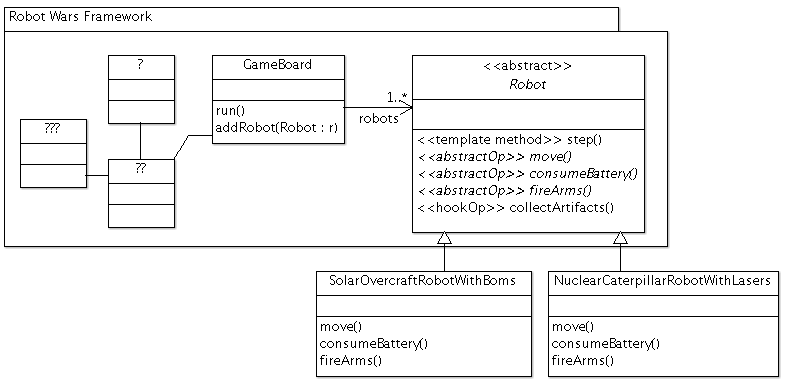 Robot Wars Framework
?
GameBoard
run()
addRobot(Robot : r)
1..*
robots
<<abstract>>
Robot
<<template method>> step()
<<abstractOp>> move()
<<abstractOp>> consumeBattery()
<<abstractOp>> fireArms()
<<hookOp>> collectArtifacts()
???
??
SolarOvercraftRobotWithBoms
move()
consumeBattery()
fireArms()
NuclearCaterpillarRobotWithLasers
move()
consumeBattery()
fireArms()